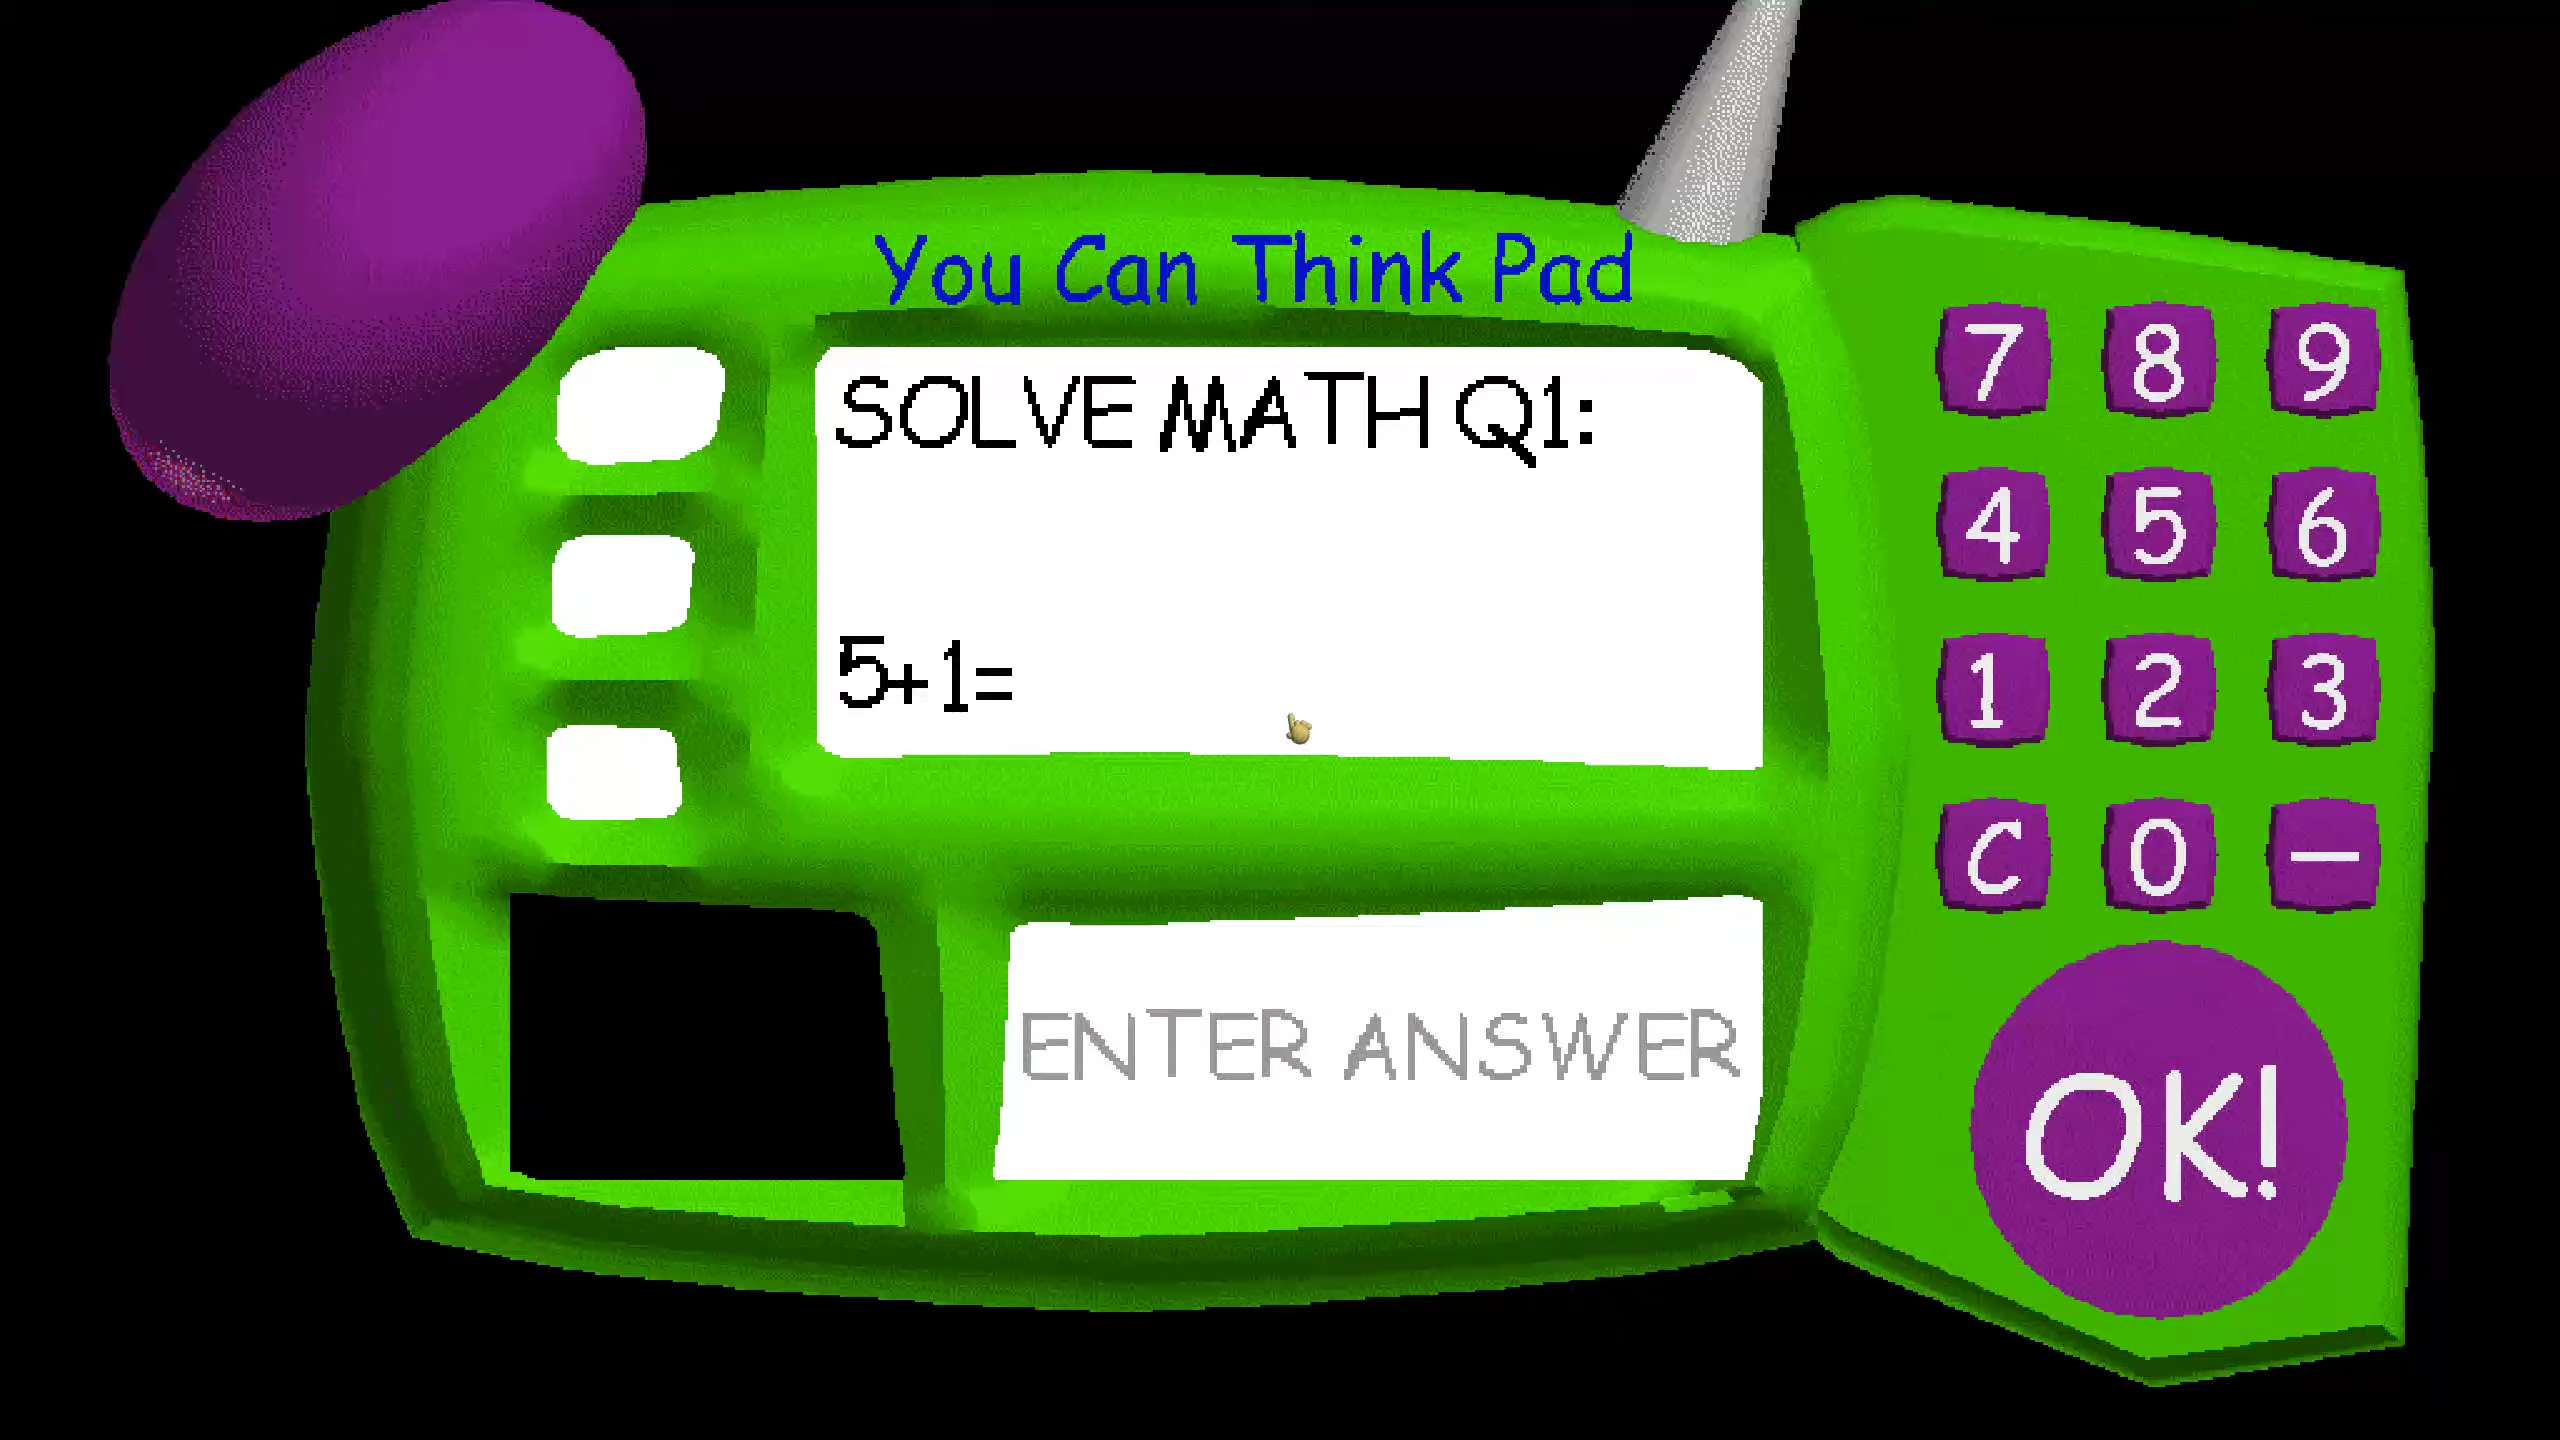 You Can Think Pad
SOLVE MATH Q1:
5+1=
ENTER ANSWER
7 8 9
4 5 6
1 2 3
C 0 —
OK!